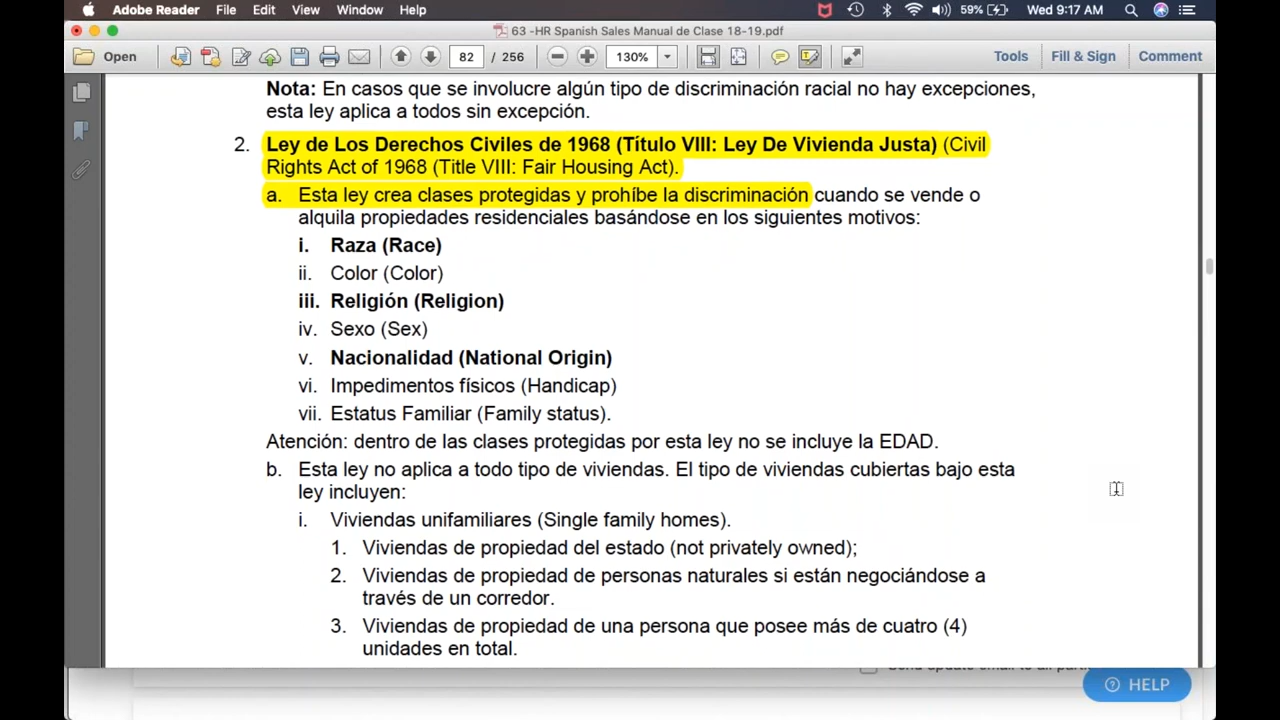 Adobe Reader File Edit View Window Help 59% Wed 9:17 AM
63 -HR Spanish Sales Manual de Clase 18-19.pdf
Open 82 / 256 130% Tools Fill & Sign Comment
Nota: En casos que se involucre algún tipo de discriminación racial no hay excepciones,
esta ley aplica a todos sin excepción.
2. Ley de Los Derechos Civiles de 1968 (Título VIII: Ley De Vivienda Justa) (Civil
Rights Act of 1968 (Title VIII: Fair Housing Act).
a. Esta ley crea clases protegidas y prohíbe la discriminación cuando se vende o
alquila propiedades residenciales basándose en los siguientes motivos:
i. Raza (Race)
ii. Color (Color)
iii. Religión (Religion)
iv. Sexo (Sex)
v. Nacionalidad (National Origin)
vi. Impedimentos físicos (Handicap)
vii. Estatus Familiar (Family status).
Atención: dentro de las clases protegidas por esta ley no se incluye la EDAD.
b. Esta ley no aplica a todo tipo de viviendas. El tipo de viviendas cubiertas bajo esta
ley incluyen:
i. Viviendas unifamiliares (Single family homes).
1. Viviendas de propiedad del estado (not privately owned);
2. Viviendas de propiedad de personas naturales si están negociándose a
través de un corredor.
3. Viviendas de propiedad de una persona que posee más de cuatro (4)
unidades en total.
HELP